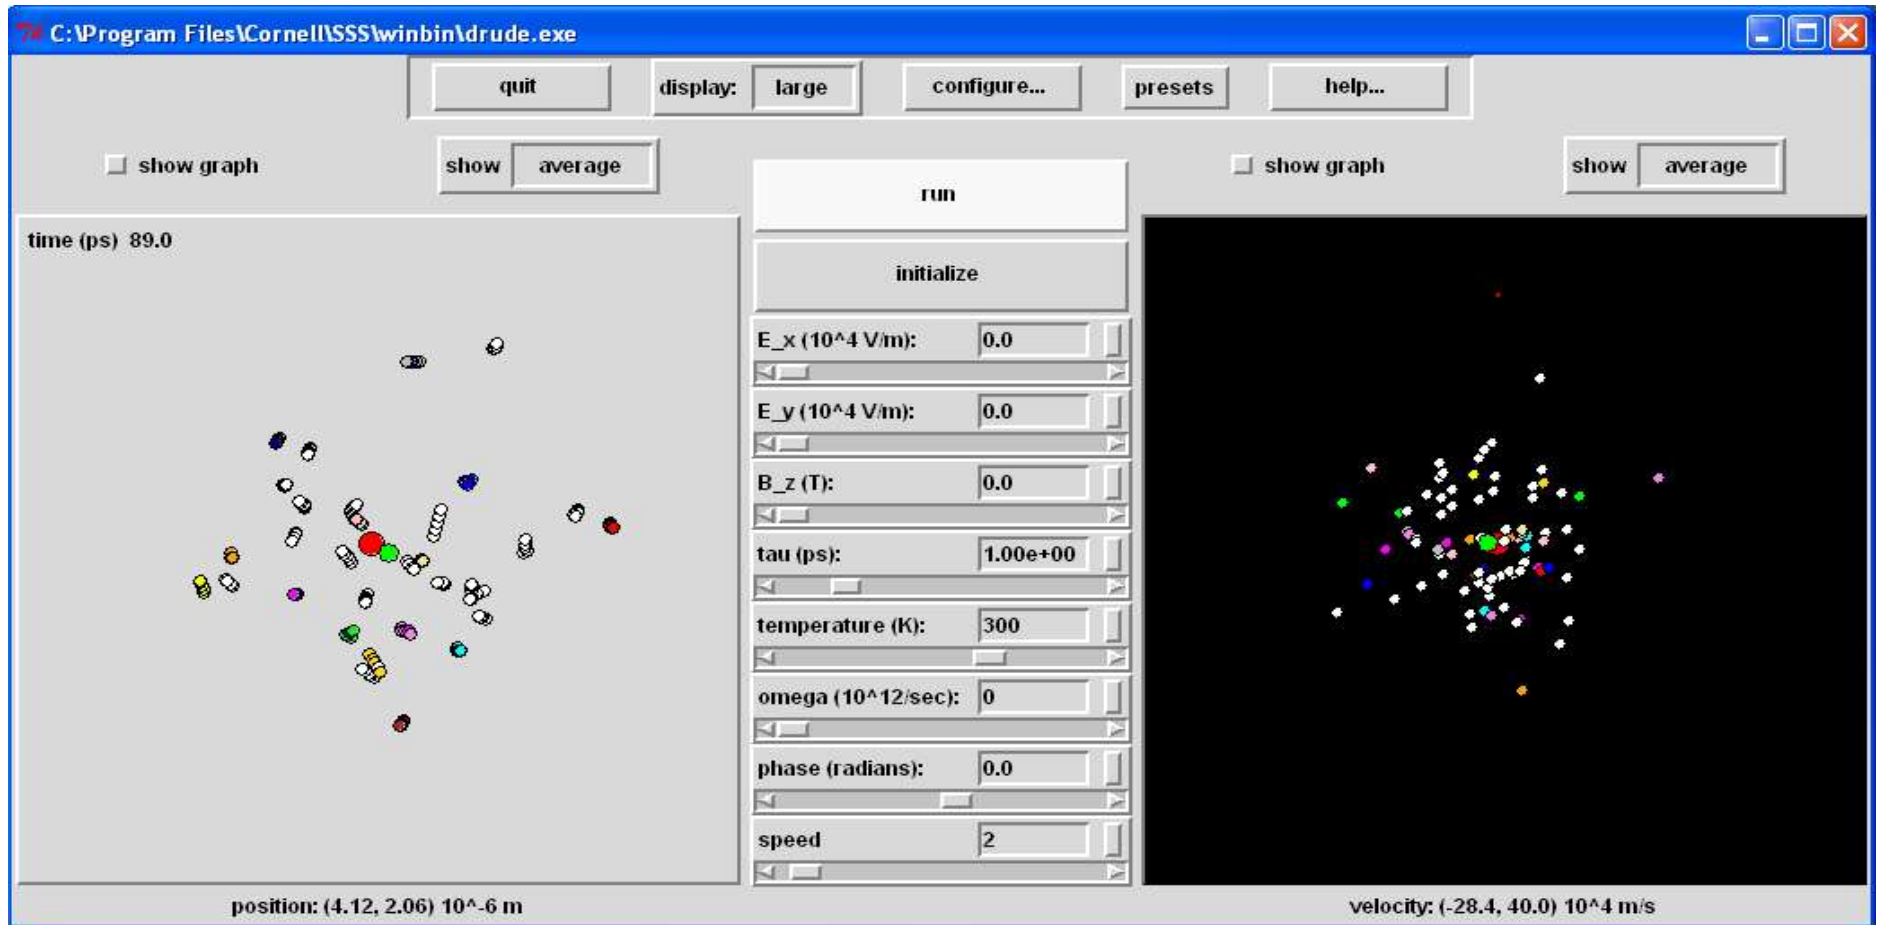 C:\Program Files\Cornell\SSS\winbin\drude.exe
quit display: large configure... presets help...
show graph show average
show graph show average
run
time (ps) 89.0
initialize
E_x (10^4 V/m): 0.0
E_y (10^4 V/m): 0.0
B_z (T): 0.0
tau (ps): 1.00e+00
temperature (K): 300
omega (10^12/sec): 0
phase (radians): 0.0
speed 2
position: (4.12, 2.06) 10^-6 m
velocity: (-28.4, 40.0) 10^4 m/s